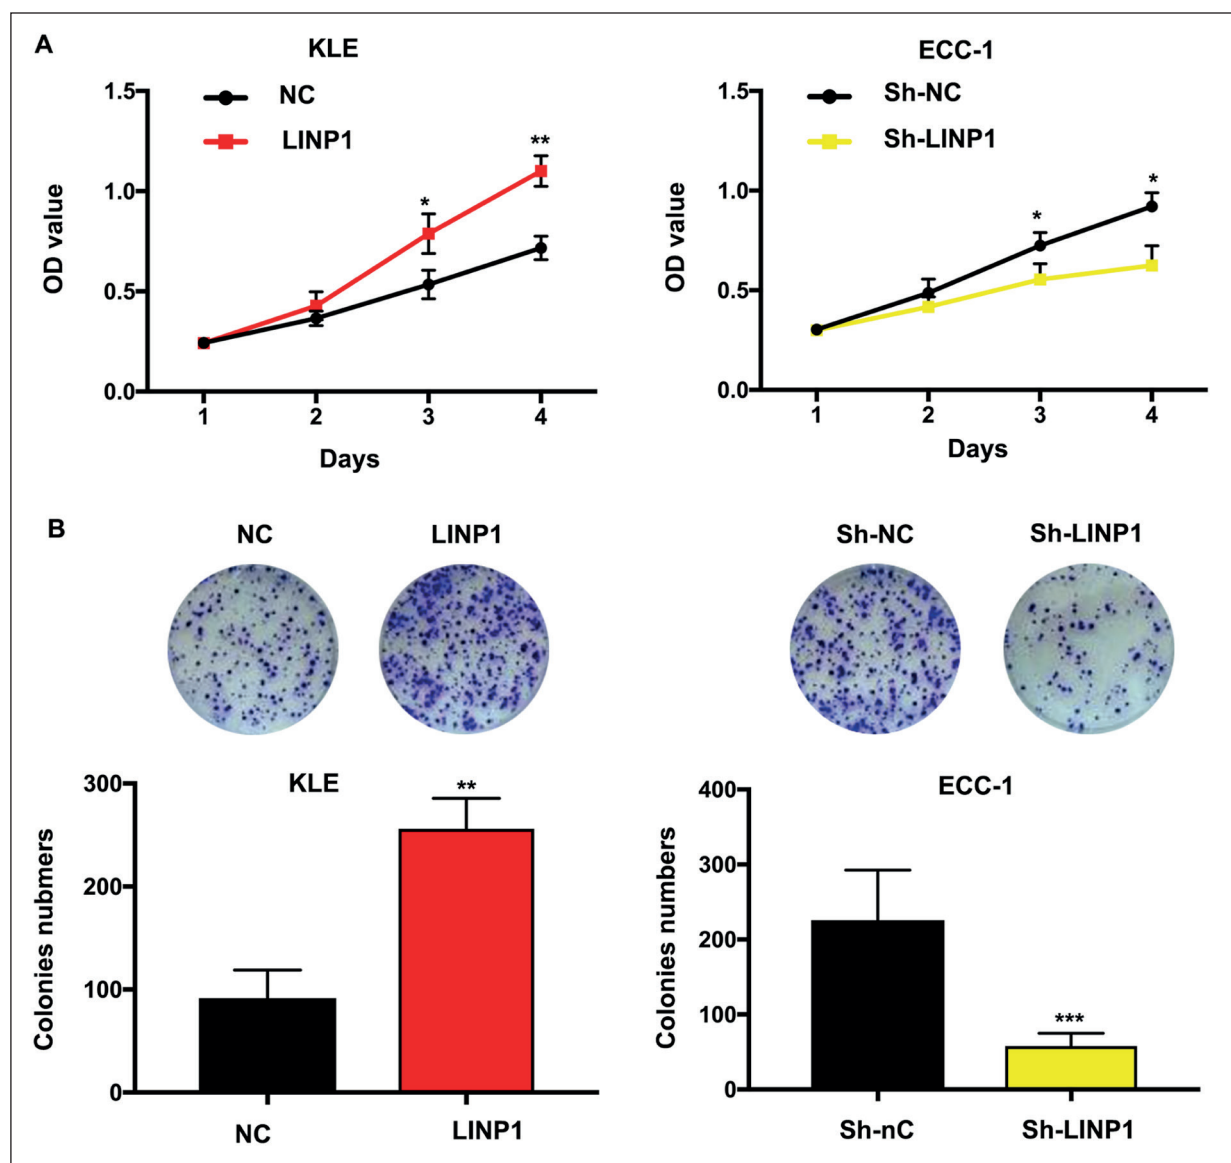 A
KLE
ECC-1
NC
LINP1
Sh-NC
Sh-LINP1
OD value
1.5
1.0
0.5
0.0
*
**
1 2 3 4
Days
OD value
1.5
1.0
0.5
0.0
*
*
1 2 3 4
Days
B
NC
LINP1
Sh-NC
Sh-LINP1
KLE
Colonies nubmers
300
200
100
0
**
NC
LINP1
ECC-1
Colonies numbers
400
300
200
100
0
***
Sh-nC
Sh-LINP1